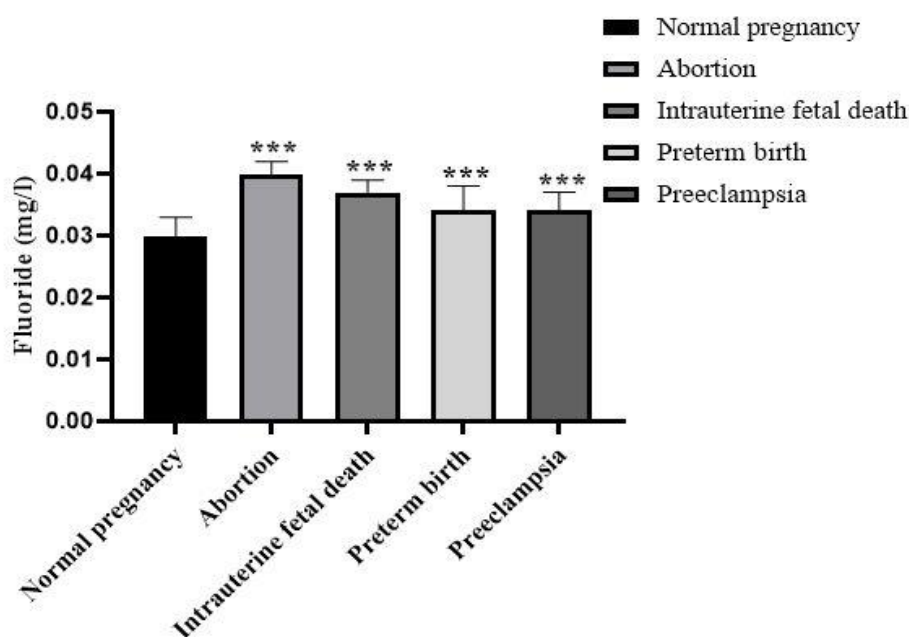 Normal pregnancy
Abortion
Intrauterine fetal death
Preterm birth
Preeclampsia
Fluoride (mg/l)
0.05
0.04
0.03
0.02
0.01
0.00
***
***
***
***
Normal pregnancy
Abortion
Intrauterine fetal death
Preterm birth
Preeclampsia